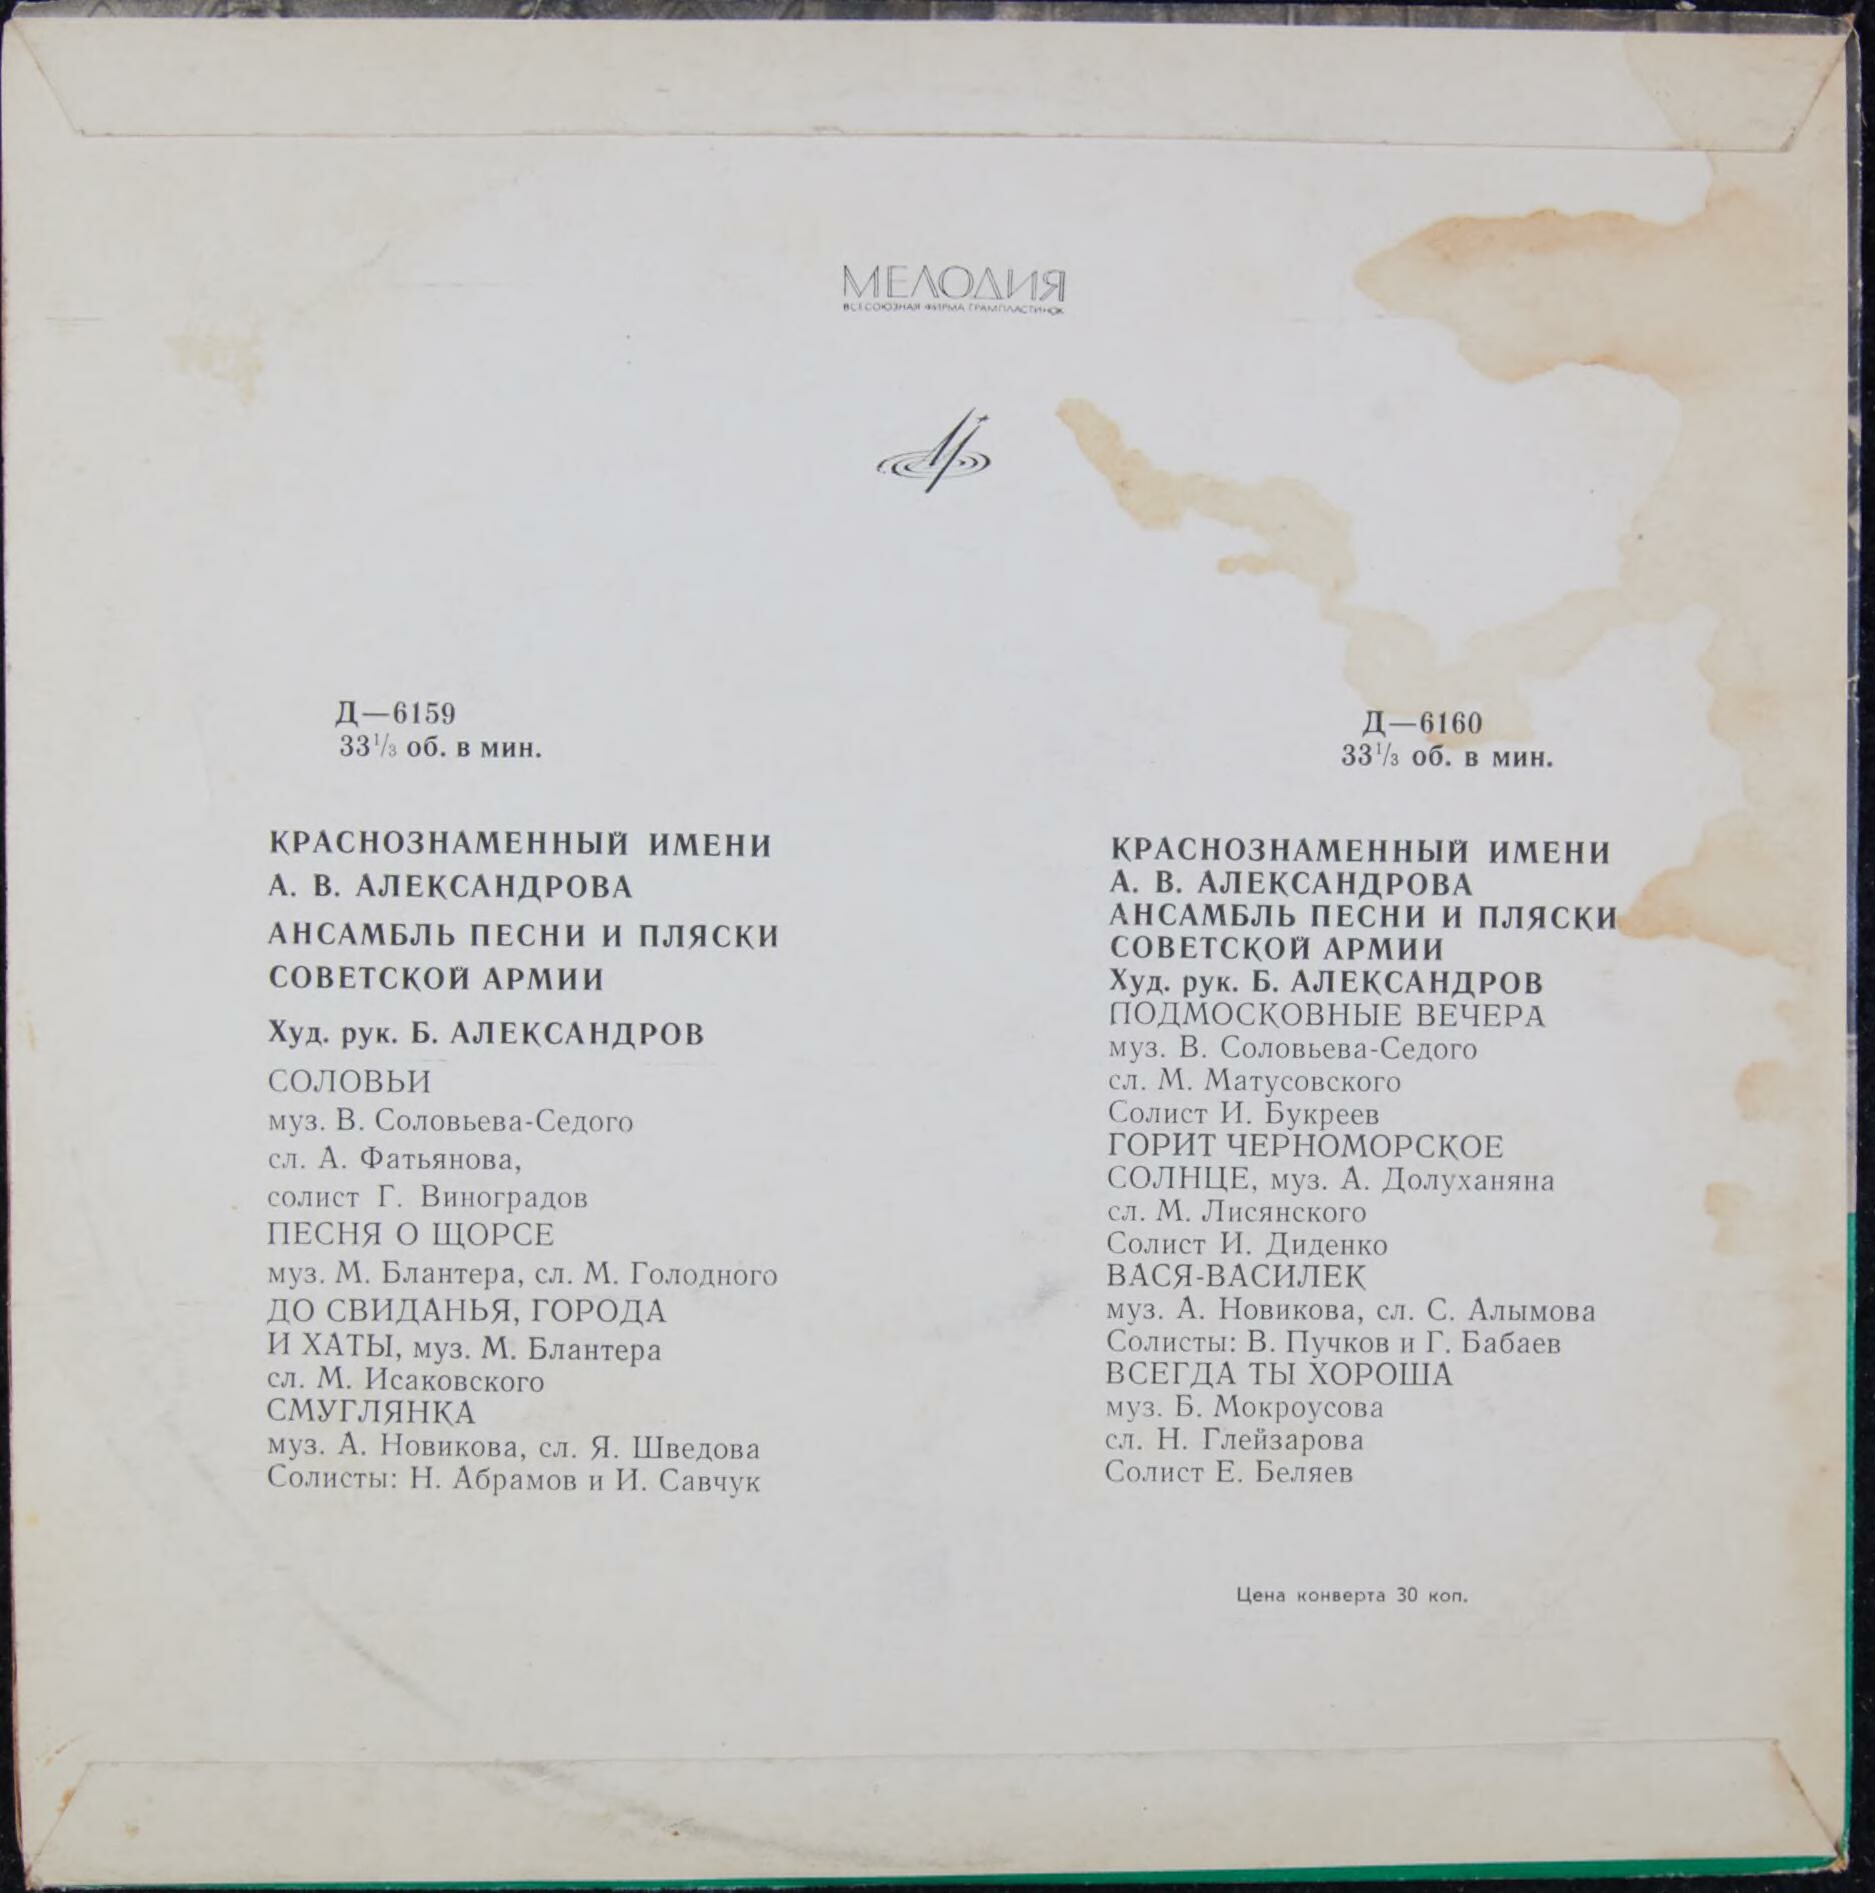 МЕЛОДИЯ
ВСЕСОЮЗНАЯ ФИРМА ГРАМПЛАСТИНОК
Д—6159
33¹/₃ об. в мин.
КРАСНОЗНАМЕННЫЙ ИМЕНИ
А. В. АЛЕКСАНДРОВА
АНСАМБЛЬ ПЕСНИ И ПЛЯСКИ
СОВЕТСКОЙ АРМИИ
Худ. рук. Б. АЛЕКСАНДРОВ
СОЛОВЬИ
муз. В. Соловьева-Седого
сл. А. Фатьянова,
солист Г. Виноградов
ПЕСНЯ О ЩОРСЕ
муз. М. Блантера, сл. М. Голодного
ДО СВИДАНЬЯ, ГОРОДА
И ХАТЫ, муз. М. Блантера
сл. М. Исаковского
СМУГЛЯНКА
муз. А. Новикова, сл. Я. Шведова
Солисты: Н. Абрамов и И. Савчук
Д—6160
33¹/₃ об. в мин.
КРАСНОЗНАМЕННЫЙ ИМЕНИ
А. В. АЛЕКСАНДРОВА
АНСАМБЛЬ ПЕСНИ И ПЛЯСКИ
СОВЕТСКОЙ АРМИИ
Худ. рук. Б. АЛЕКСАНДРОВ
ПОДМОСКОВНЫЕ ВЕЧЕРА
муз. В. Соловьева-Седого
сл. М. Матусовского
Солист И. Букреев
ГОРИТ ЧЕРНОМОРСКОЕ
СОЛНЦЕ, муз. А. Долуханяна
сл. М. Лисянского
Солист И. Диденко
ВАСЯ-ВАСИЛЕК
муз. А. Новикова, сл. С. Алымова
Солисты: В. Пучков и Г. Бабаев
ВСЕГДА ТЫ ХОРОША
муз. Б. Мокроусова
сл. Н. Глейзарова
Солист Е. Беляев
Цена конверта 30 коп.